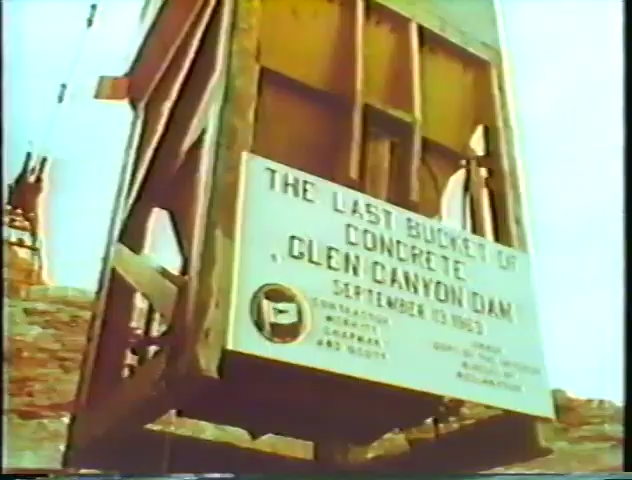 THE LAST BUCKET OF
CONCRETE
GLEN CANYON DAM
SEPTEMBER 13 1963
CONTRACTOR
MERRITT
CHAPMAN
AND SCOTT
DEPT OF THE INTERIOR
BUREAU OF
RECLAMATION